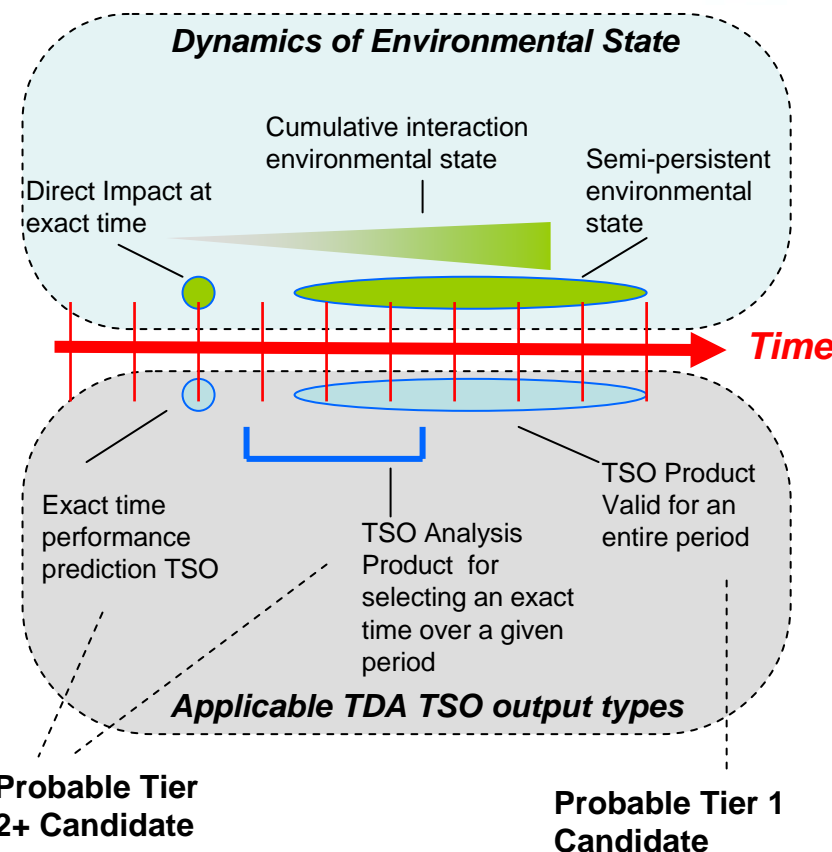 Dynamics of Environmental State
Cumulative interaction
environmental state
Semi-persistent
environmental
state
Direct Impact at
exact time
Time
Exact time
performance
prediction TSO
TSO Analysis
Product for
selecting an exact
time over a given
period
TSO Product
Valid for an
entire period
Applicable TDA TSO output types
Probable Tier
2+ Candidate
Probable Tier 1
Candidate